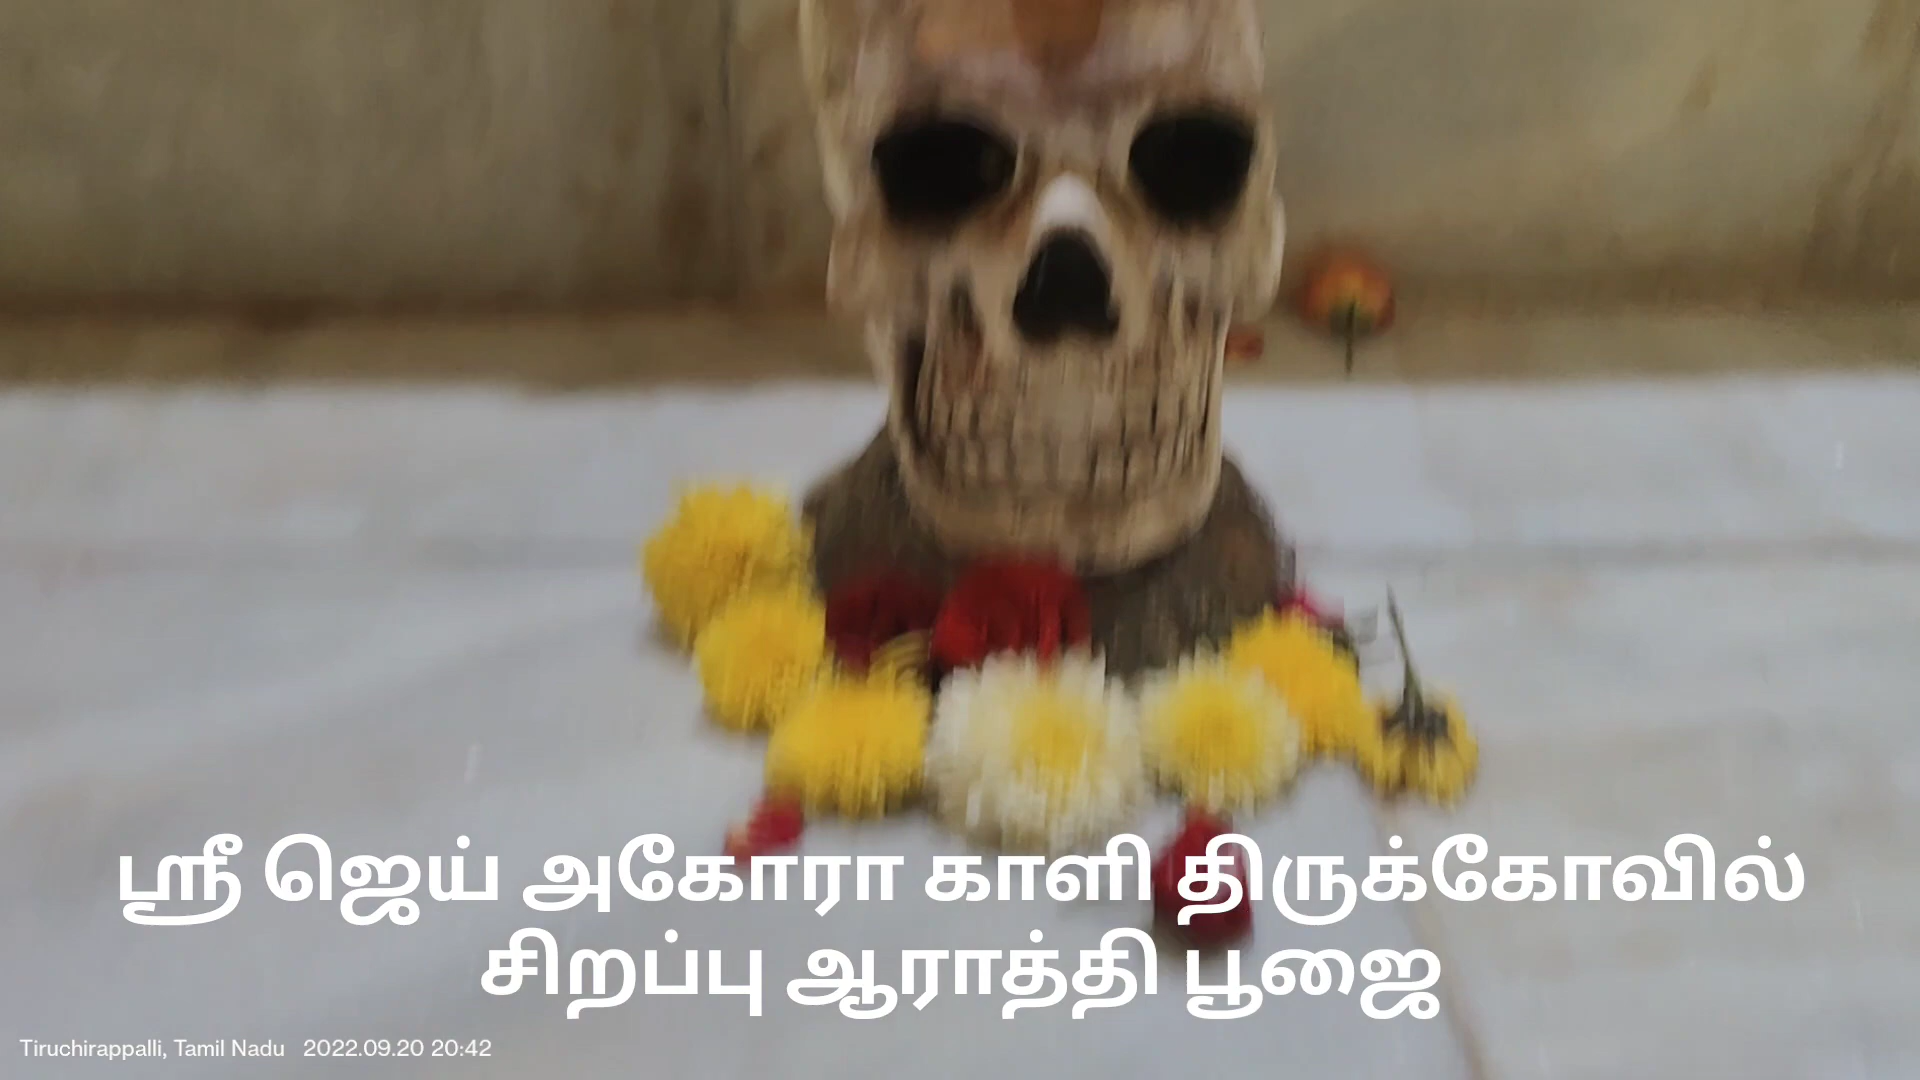 ஸ்ரீ ஜெய் அகோரா காளி திருக்கோவில்
சிறப்பு ஆராத்தி பூஜை
Tiruchirappalli, Tamil Nadu 2022.09.20 20:42